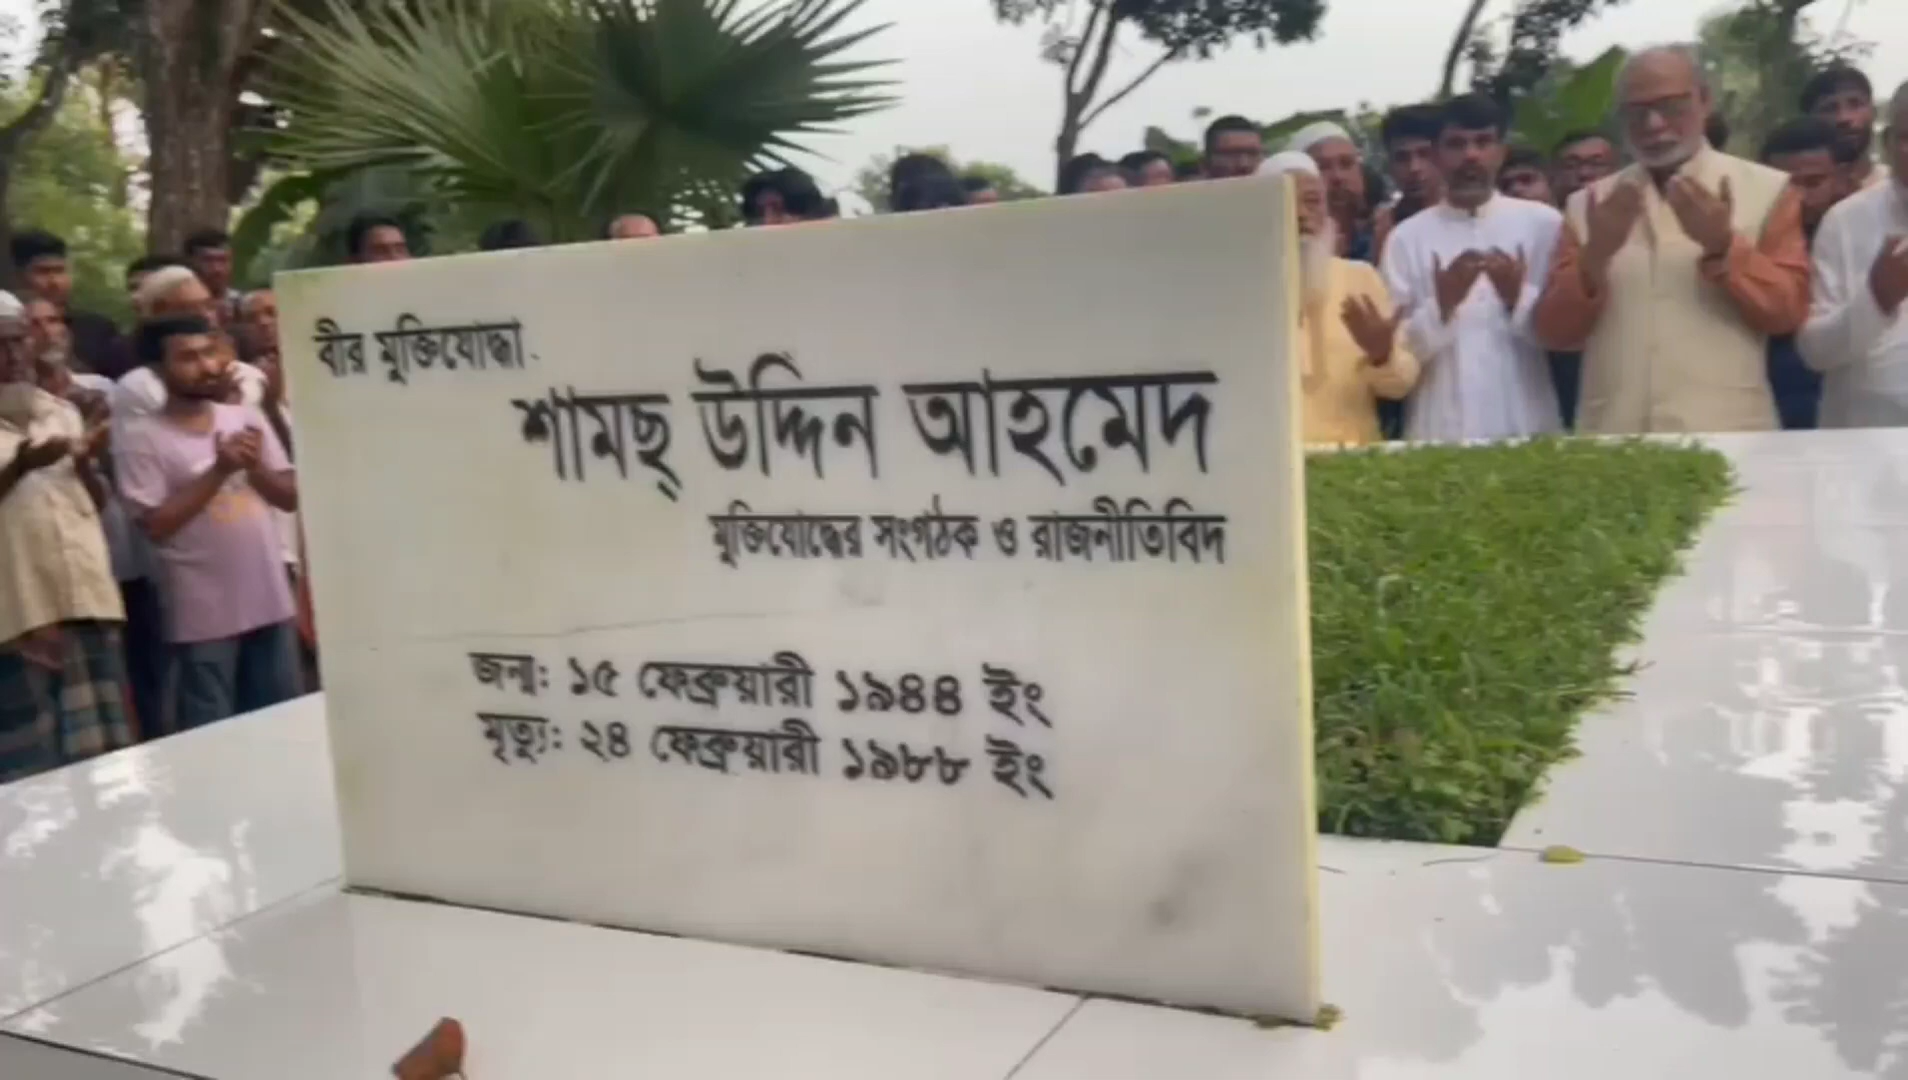 বীর মুক্তিযোদ্ধা
শামছ্ উদ্দিন আহমেদ
মুক্তিযোদ্ধের সংগঠক ও রাজনীতিবিদ
জন্ম: ১৫ ফেব্রুয়ারী ১৯৪৪ ইং
মৃত্যু: ২৪ ফেব্রুয়ারী ১৯৮৮ ইং